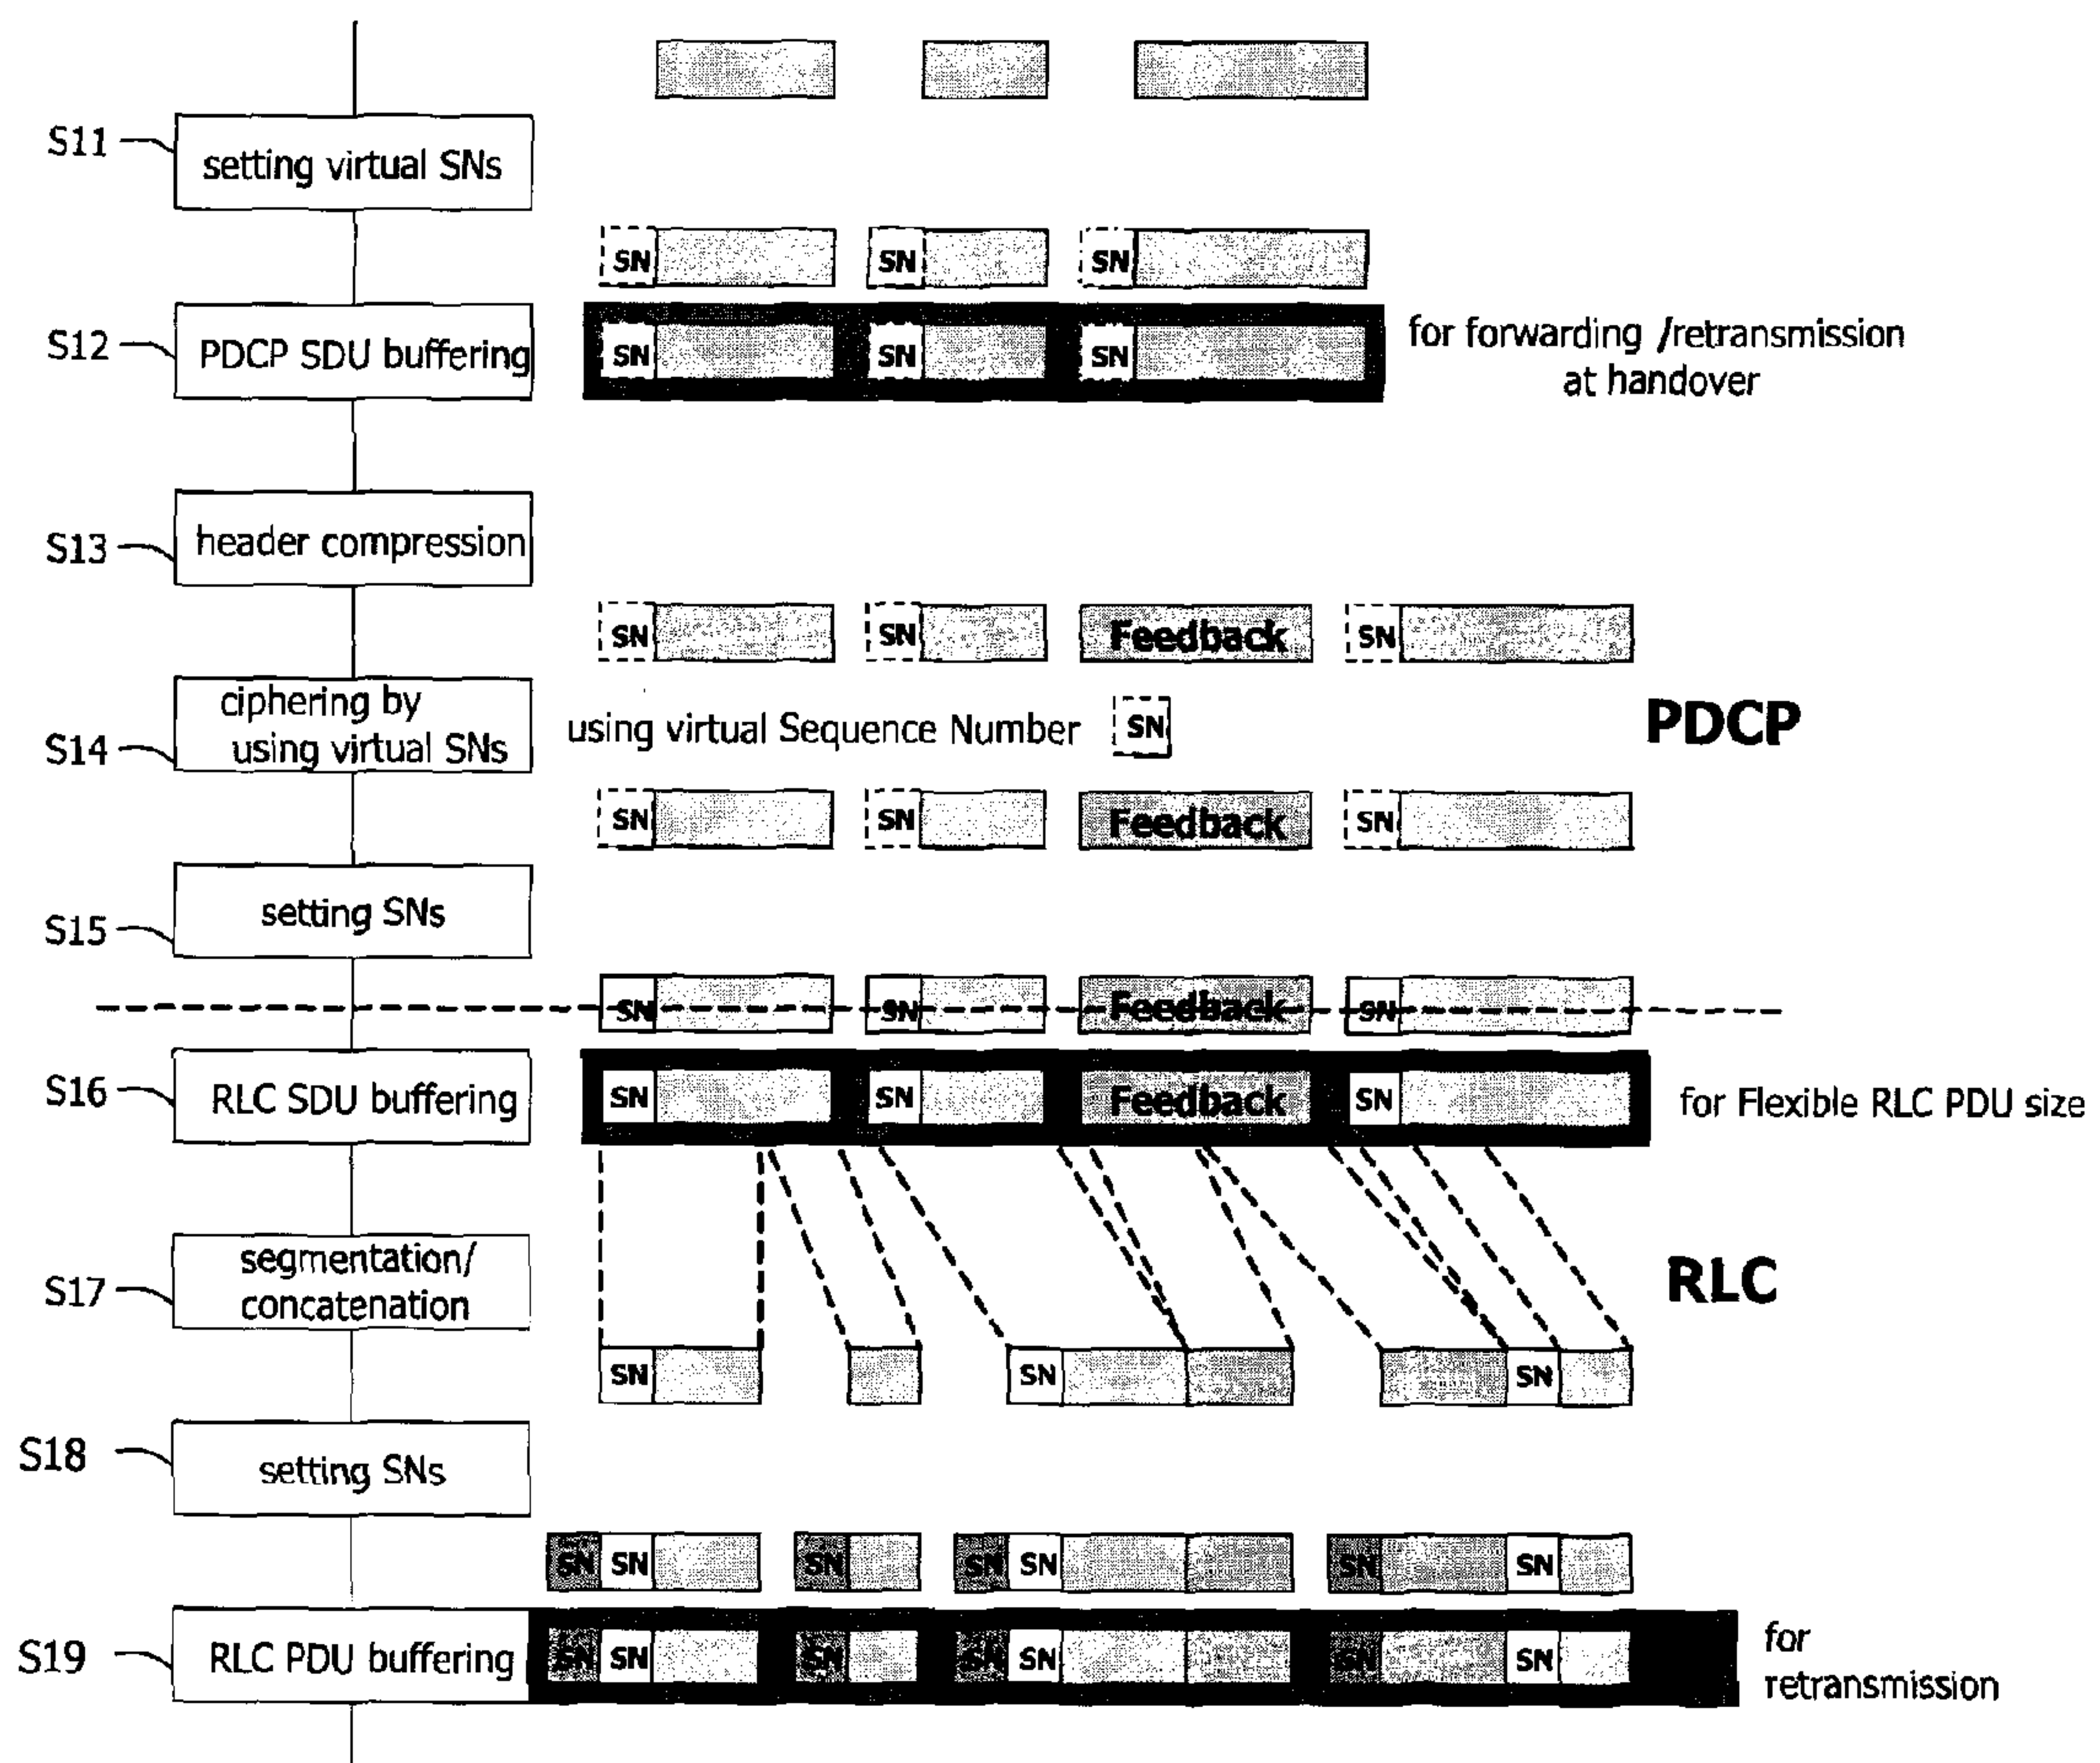 S11
setting virtual SNs
SN SN SN
S12
PDCP SDU buffering
SN SN SN
for forwarding /retransmission
at handover
S13
header compression
SN SN Feedback SN
S14
ciphering by
using virtual SNs
using virtual Sequence Number SN
PDCP
SN SN Feedback SN
S15
setting SNs
SN SN Feedback SN
S16
RLC SDU buffering
SN SN Feedback SN
for Flexible RLC PDU size
S17
segmentation/
concatenation
RLC
SN SN SN
S18
setting SNs
SN SN SN SN SN SN SN
S19
RLC PDU buffering
SN SN SN SN SN SN SN
for
retransmission